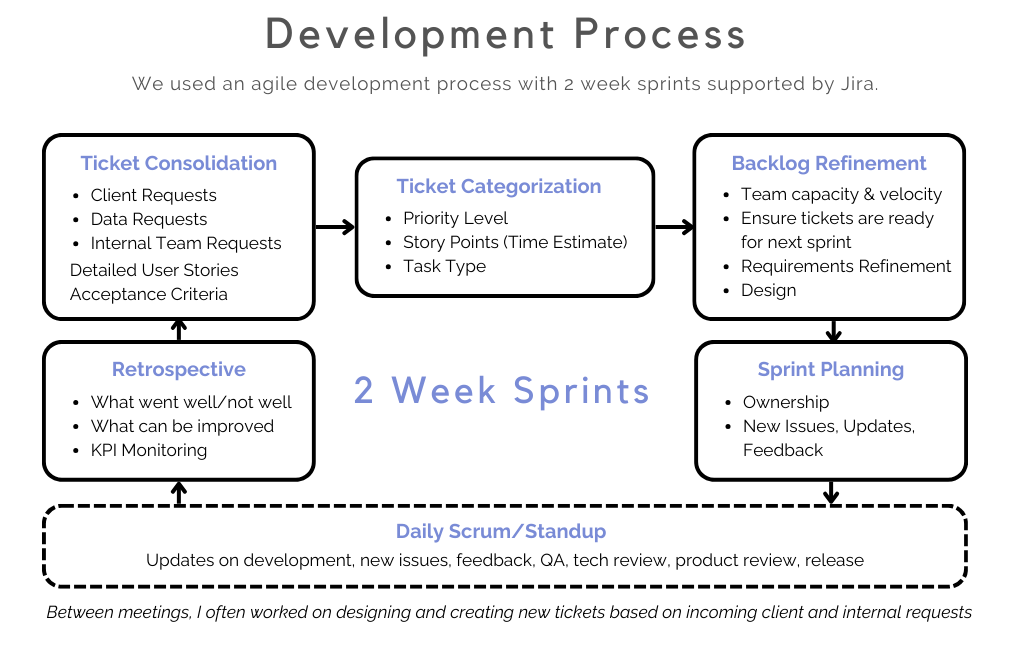 Development Process
We used an agile development process with 2 week sprints supported by Jira.
Ticket Consolidation
• Client Requests
• Data Requests
• Internal Team Requests
Detailed User Stories
Acceptance Criteria
Ticket Categorization
• Priority Level
• Story Points (Time Estimate)
• Task Type
Backlog Refinement
• Team capacity & velocity
• Ensure tickets are ready
for next sprint
• Requirements Refinement
• Design
Retrospective
• What went well/not well
• What can be improved
• KPI Monitoring
2 Week Sprints
Sprint Planning
• Ownership
• New Issues, Updates,
Feedback
Daily Scrum/Standup
Updates on development, new issues, feedback, QA, tech review, product review, release
Between meetings, I often worked on designing and creating new tickets based on incoming client and internal requests